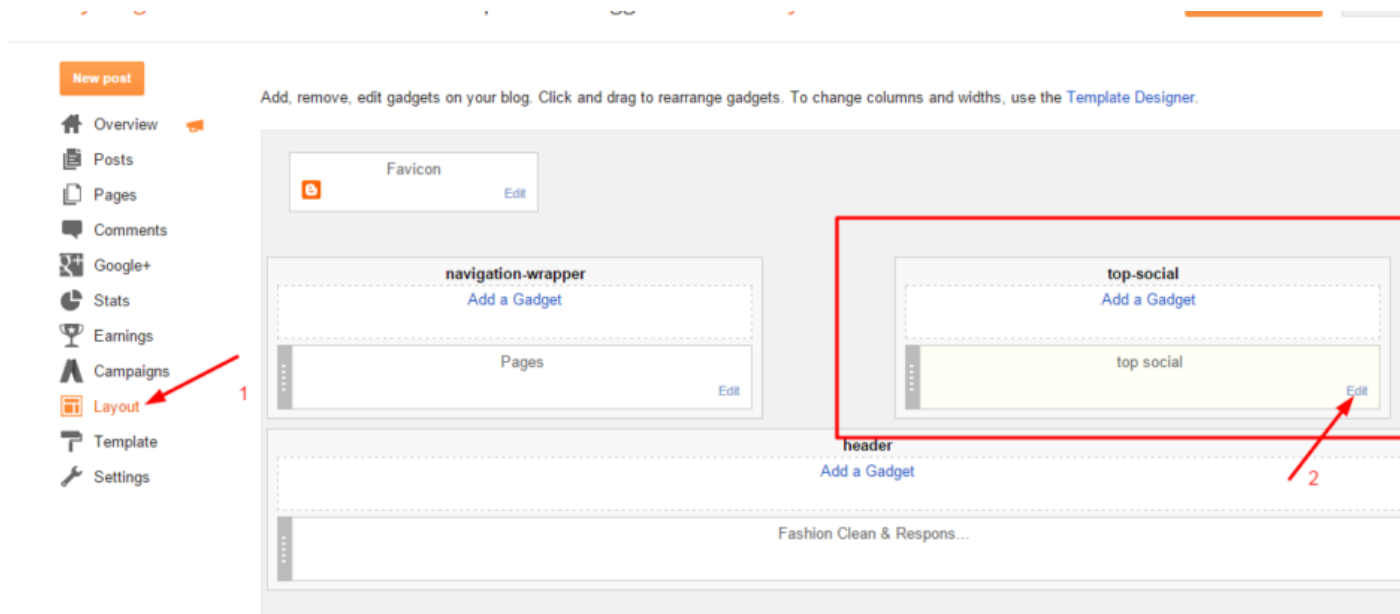 New post
Add, remove, edit gadgets on your blog. Click and drag to rearrange gadgets. To change columns and widths, use the Template Designer.
Overview
Posts
Pages
Comments
Google+
Stats
Earnings
Campaigns
Layout
Template
Settings
1
Favicon
Edit
navigation-wrapper
Add a Gadget
Pages
Edit
top-social
Add a Gadget
top social
Edit
2
header
Add a Gadget
Fashion Clean & Respons...